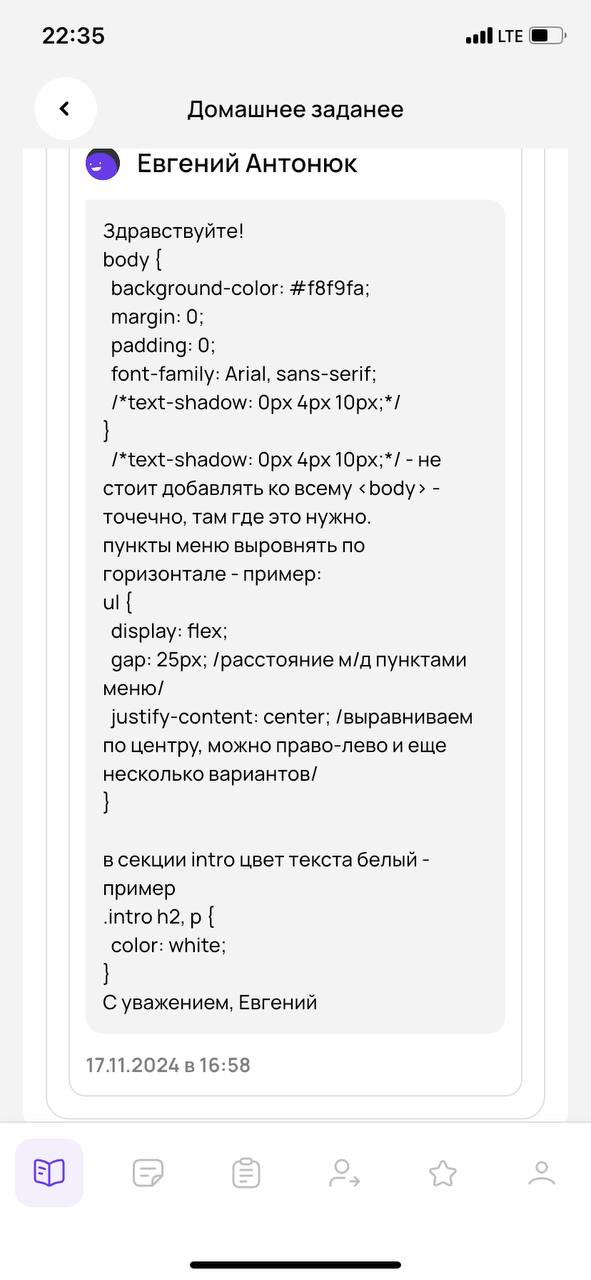 22:35
LTE
Домашнее заданее
Евгений Антонюк
Здравствуйте!
body {
background-color: #f8f9fa;
margin: 0;
padding: 0;
font-family: Arial, sans-serif;
/*text-shadow: 0px 4px 10px;*/
}
/*text-shadow: 0px 4px 10px;*/ - не
стоит добавлять ко всему <body> -
точечно, там где это нужно.
пункты меню выровнять по
горизонтале - пример:
ul {
display: flex;
gap: 25px; /расстояние м/д пунктами
меню/
justify-content: center; /выравниваем
по центру, можно право-лево и еще
несколько вариантов/
}
в секции intro цвет текста белый -
пример
.intro h2, p {
color: white;
}
С уважением, Евгений
17.11.2024 в 16:58